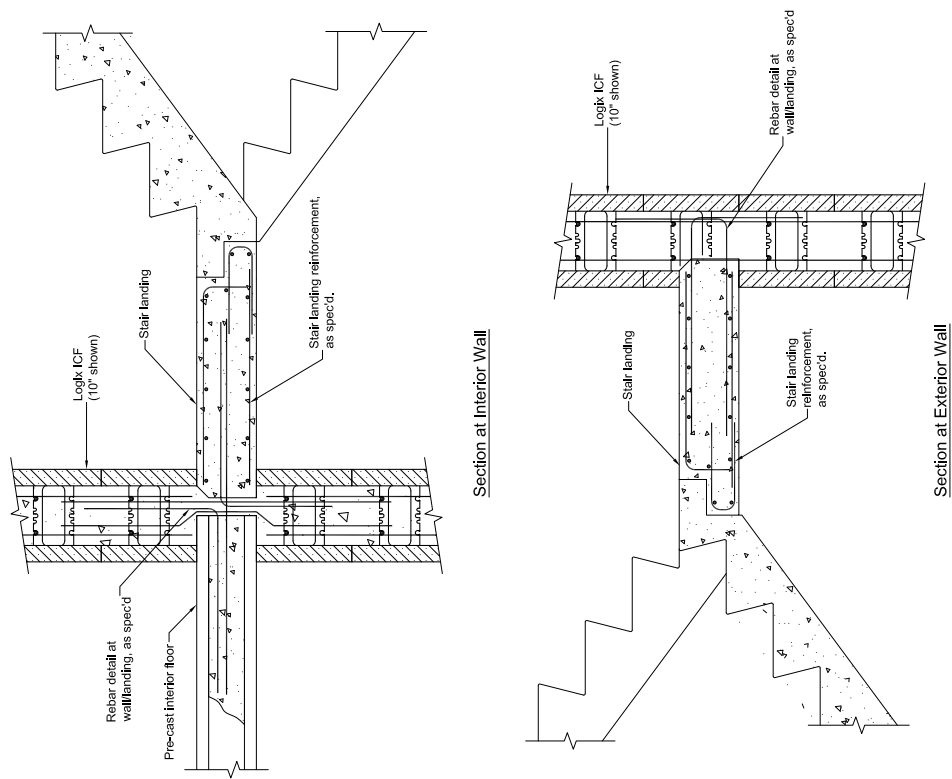 Logix ICF
(10" shown)
Stair landing
Rebar detail at
wall/landing, as spec'd
Pre-cast interior floor
Stair landing reinforcement,
as spec'd.
Section at Interior Wall
Logix ICF
(10" shown)
Rebar detail at
wall/landing, as spec'd
Stair landing
Stair landing
reinforcement,
as spec'd.
Section at Exterior Wall